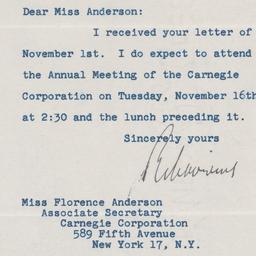 Dear Miss Anderson:
I received your letter of
November 1st. I do expect to attend
the Annual Meeting of the Carnegie
Corporation on Tuesday, November 16th
at 2:30 and the lunch preceding it.
Sincerely yours
Miss Florence Anderson
Associate Secretary
Carnegie Corporation
589 Fifth Avenue
New York 17, N.Y.